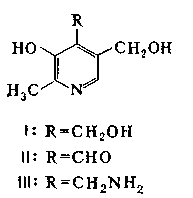 R
HO
CH₂OH
H₃C
N
I: R=CH₂OH
II: R=CHO
III: R=CH₂NH₂